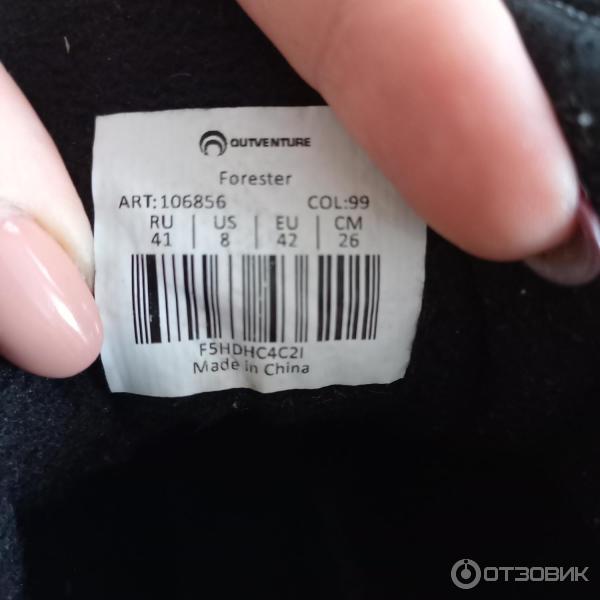 OUTVENTURE
Forester
ART:106856 COL:99
RU US EU CM
41 8 42 26
F5HDHC4C2I
Made in China
ОТЗОВИК